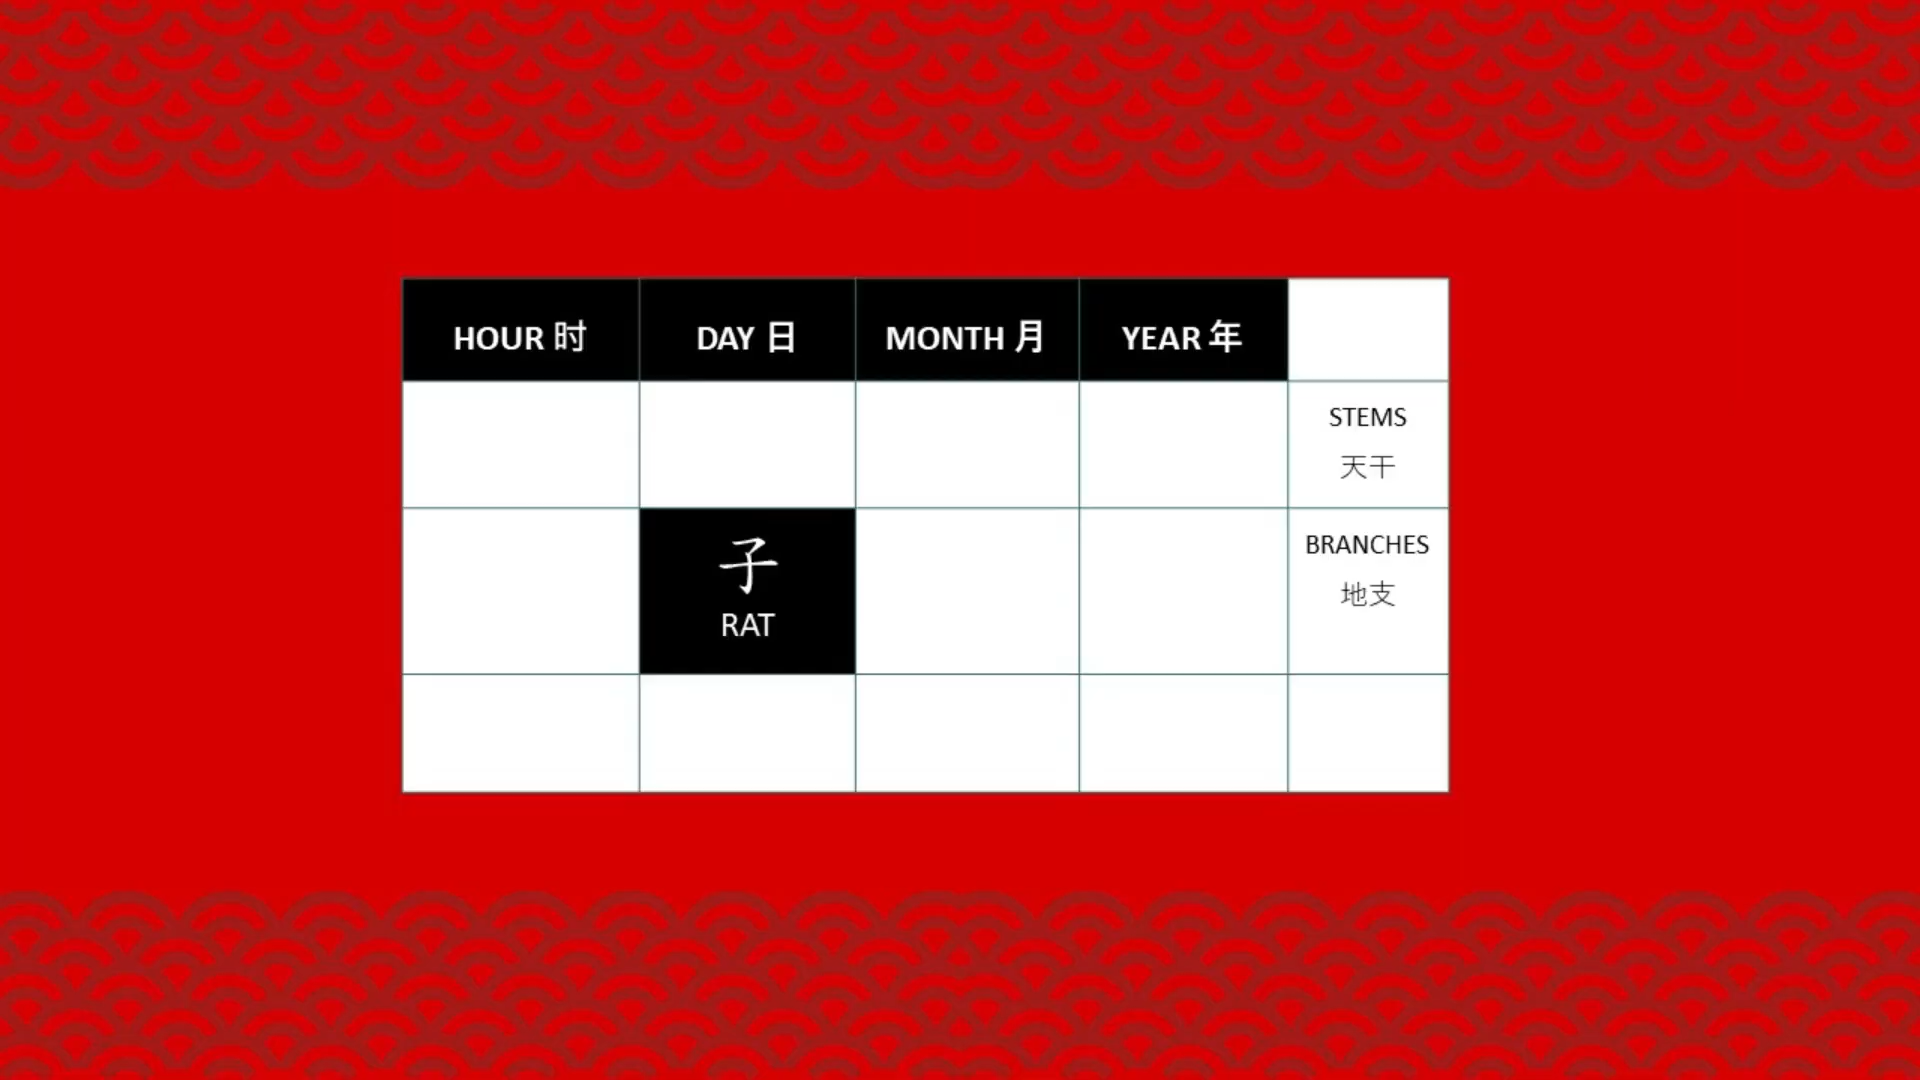 HOUR 时 DAY 日 MONTH 月 YEAR 年
STEMS
天干
子
RAT
BRANCHES
地支